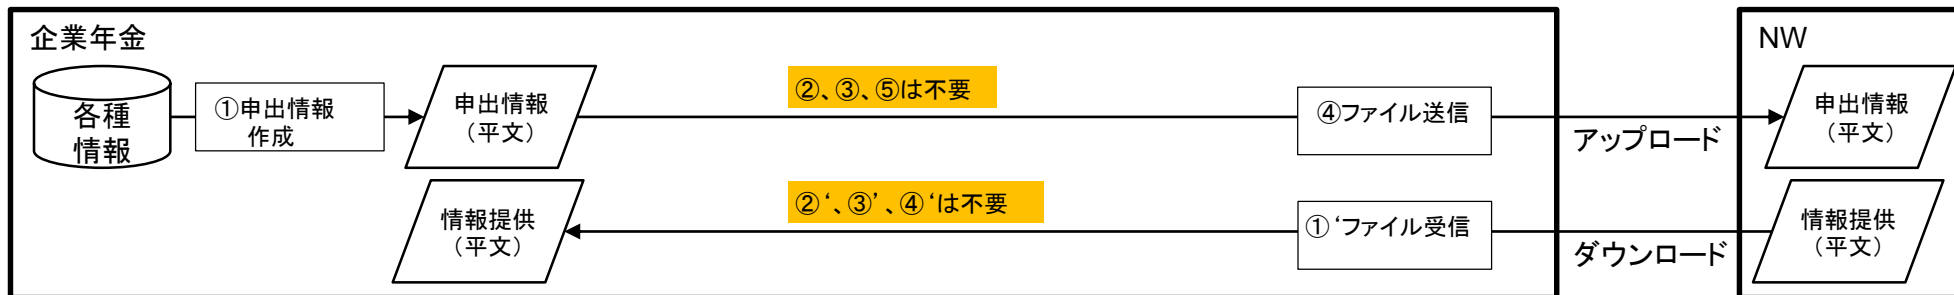 企業年金
NW
各種
情報
①申出情報
作成
申出情報
（平文）
②、③、⑤は不要
④ファイル送信
アップロード
申出情報
（平文）
情報提供
（平文）
②‘、③’、④‘は不要
①‘ファイル受信
ダウンロード
情報提供
（平文）